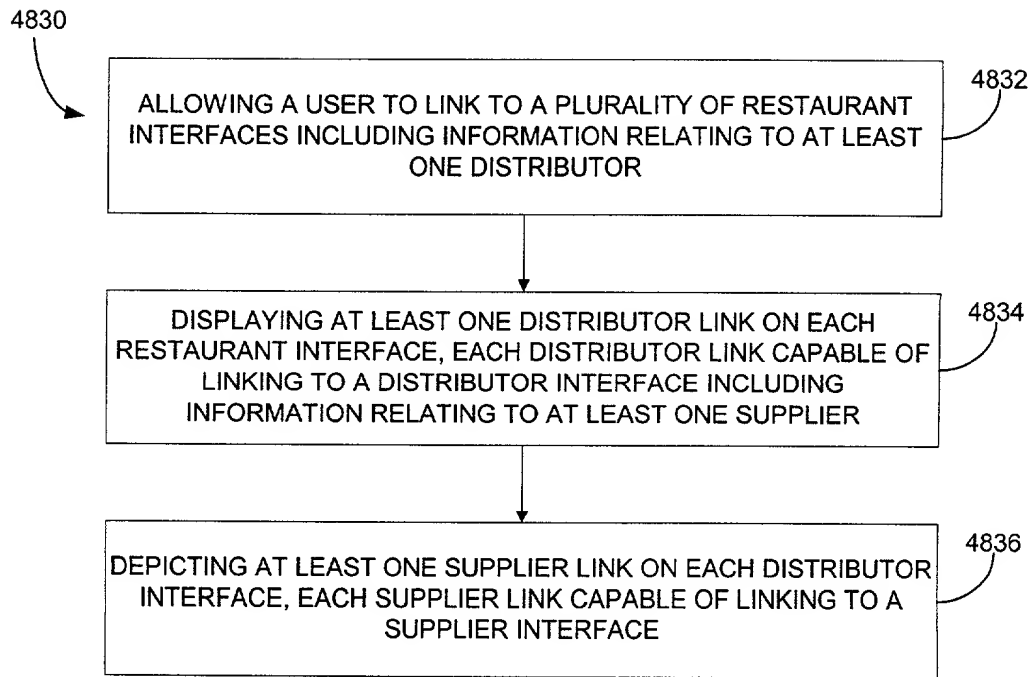 4830
4832
ALLOWING A USER TO LINK TO A PLURALITY OF RESTAURANT
INTERFACES INCLUDING INFORMATION RELATING TO AT LEAST
ONE DISTRIBUTOR
4834
DISPLAYING AT LEAST ONE DISTRIBUTOR LINK ON EACH
RESTAURANT INTERFACE, EACH DISTRIBUTOR LINK CAPABLE OF
LINKING TO A DISTRIBUTOR INTERFACE INCLUDING
INFORMATION RELATING TO AT LEAST ONE SUPPLIER
4836
DEPICTING AT LEAST ONE SUPPLIER LINK ON EACH DISTRIBUTOR
INTERFACE, EACH SUPPLIER LINK CAPABLE OF LINKING TO A
SUPPLIER INTERFACE